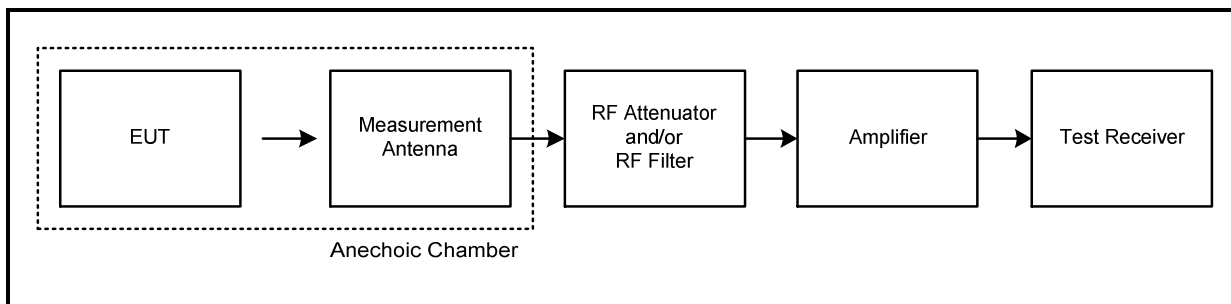 EUT
Measurement
Antenna
RF Attenuator
and/or
RF Filter
Amplifier
Test Receiver
Anechoic Chamber